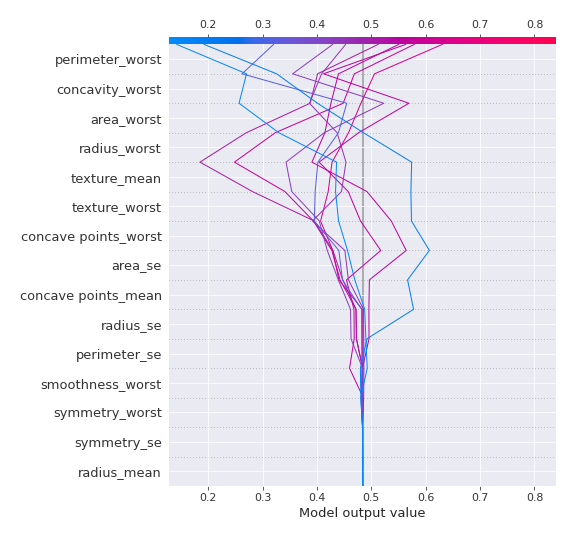 0.2 0.3 0.4 0.5 0.6 0.7 0.8
perimeter_worst
concavity_worst
area_worst
radius_worst
texture_mean
texture_worst
concave points_worst
area_se
concave points_mean
radius_se
perimeter_se
smoothness_worst
symmetry_worst
symmetry_se
radius_mean
0.2 0.3 0.4 0.5 0.6 0.7 0.8
Model output value